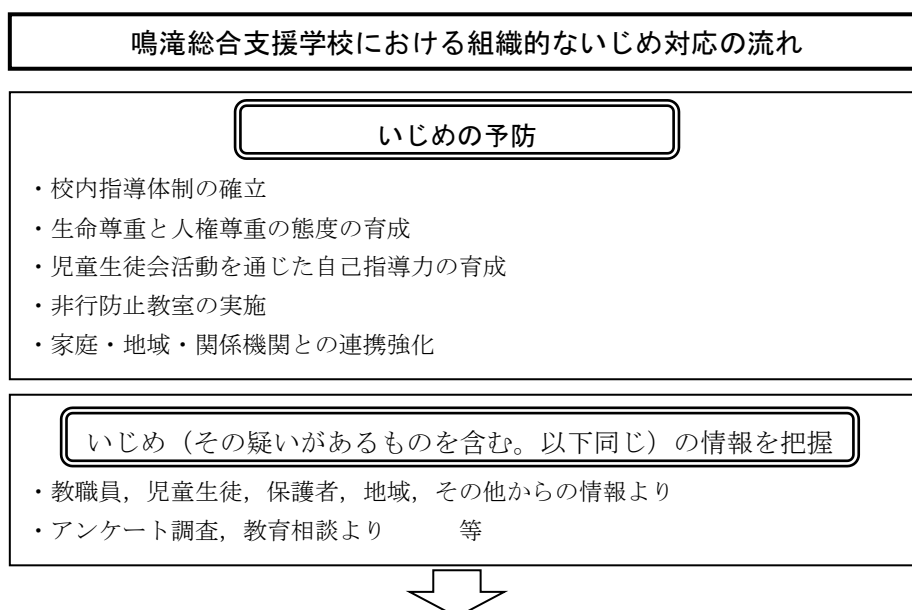 鳴滝総合支援学校における組織的ないじめ対応の流れ
いじめの予防
・校内指導体制の確立
・生命尊重と人権尊重の態度の育成
・児童生徒会活動を通じた自己指導力の育成
・非行防止教室の実施
・家庭・地域・関係機関との連携強化
いじめ（その疑いがあるものを含む。以下同じ）の情報を把握
・教職員，児童生徒，保護者，地域，その他からの情報より
・アンケート調査，教育相談より　　　等